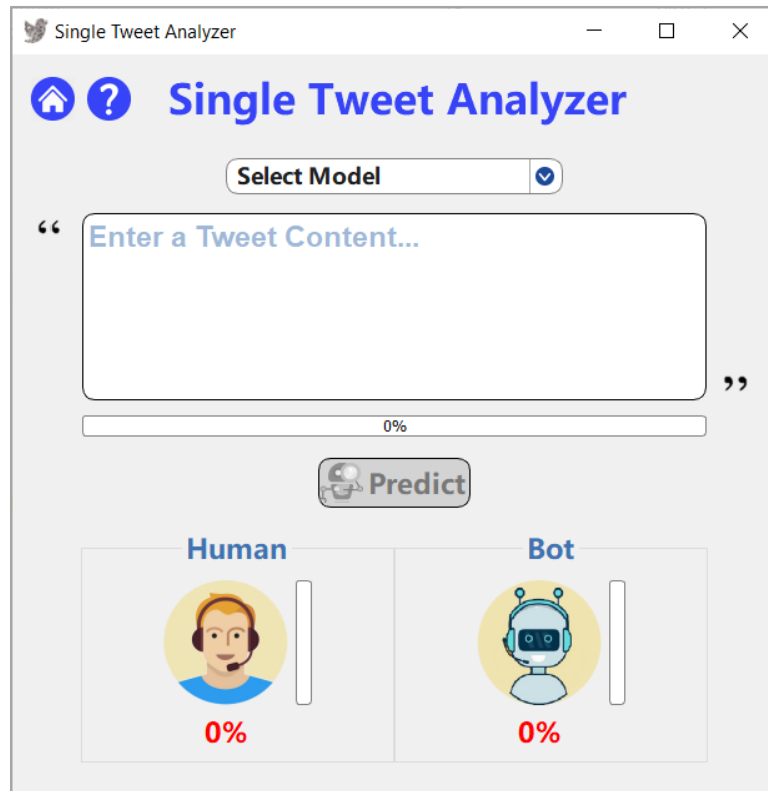 Single Tweet Analyzer
Single Tweet Analyzer
Select Model
“
Enter a Tweet Content...
”
0%
Predict
Human Bot
0% 0%